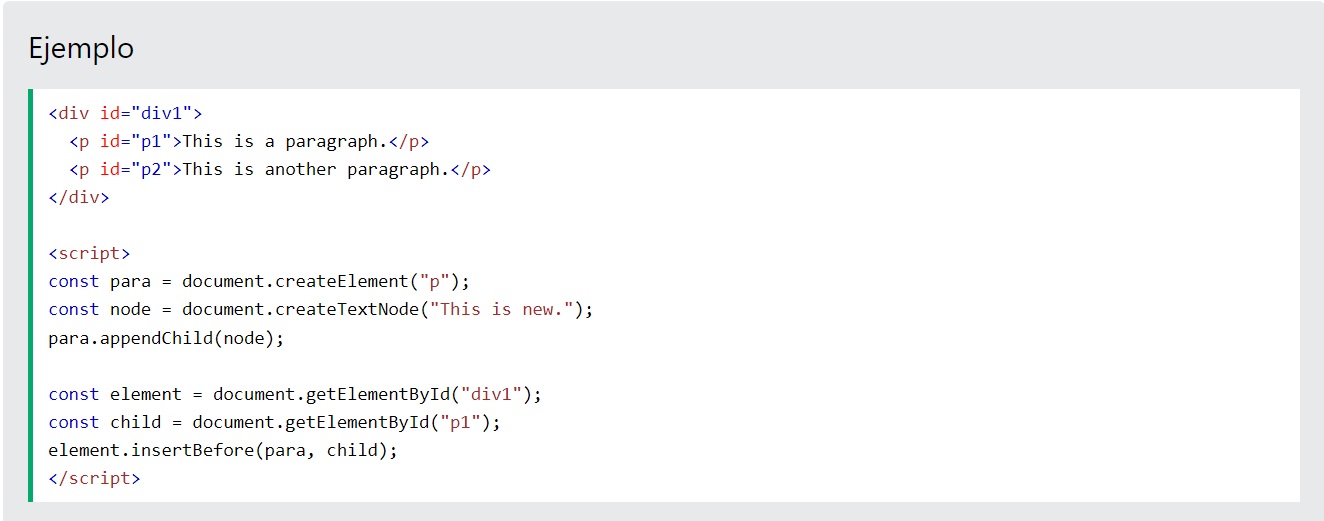 Ejemplo
<div id="div1">
  <p id="p1">This is a paragraph.</p>
  <p id="p2">This is another paragraph.</p>
</div>

<script>
const para = document.createElement("p");
const node = document.createTextNode("This is new.");
para.appendChild(node);

const element = document.getElementById("div1");
const child = document.getElementById("p1");
element.insertBefore(para, child);
</script>